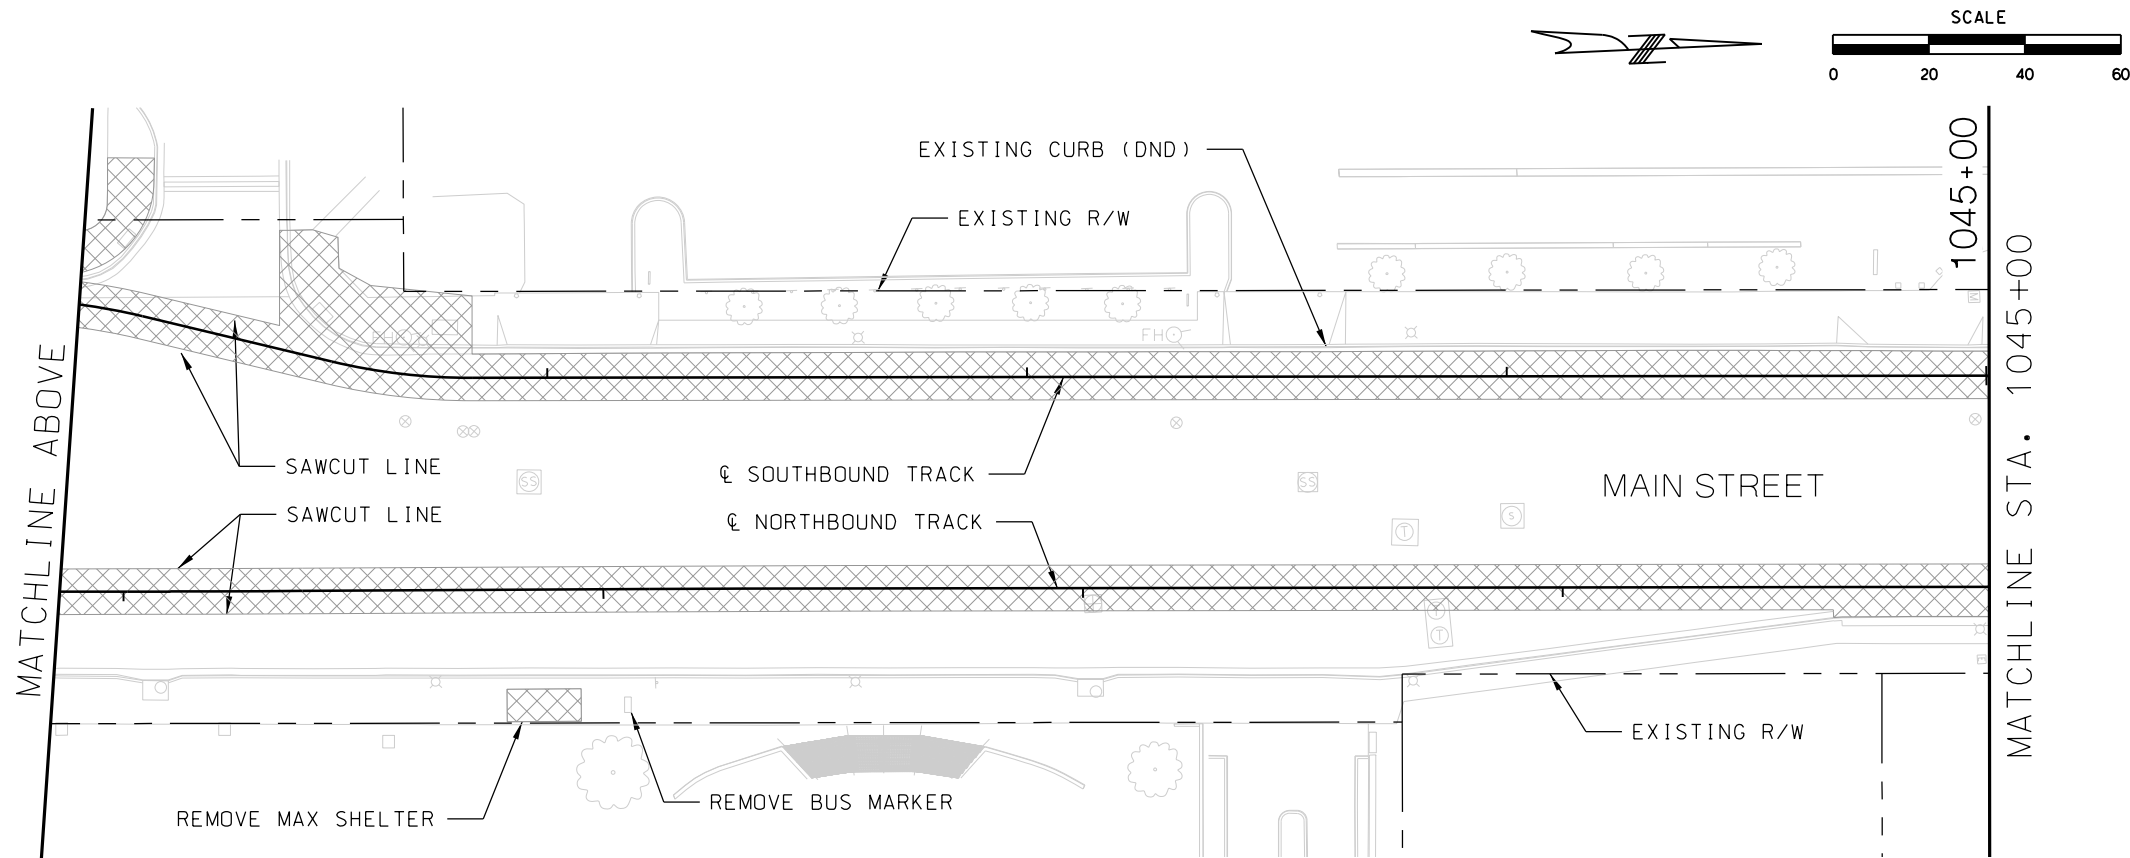 SCALE
0 20 40 60
EXISTING CURB (DND)
EXISTING R/W
1045+00
MATCHLINE STA. 1045+00
MATCHLINE ABOVE
FH
FH
M
SAWCUT LINE
SAWCUT LINE
℄ SOUTHBOUND TRACK
℄ NORTHBOUND TRACK
MAIN STREET
SS
SS
T
S
T
T
E
REMOVE MAX SHELTER
REMOVE BUS MARKER
EXISTING R/W